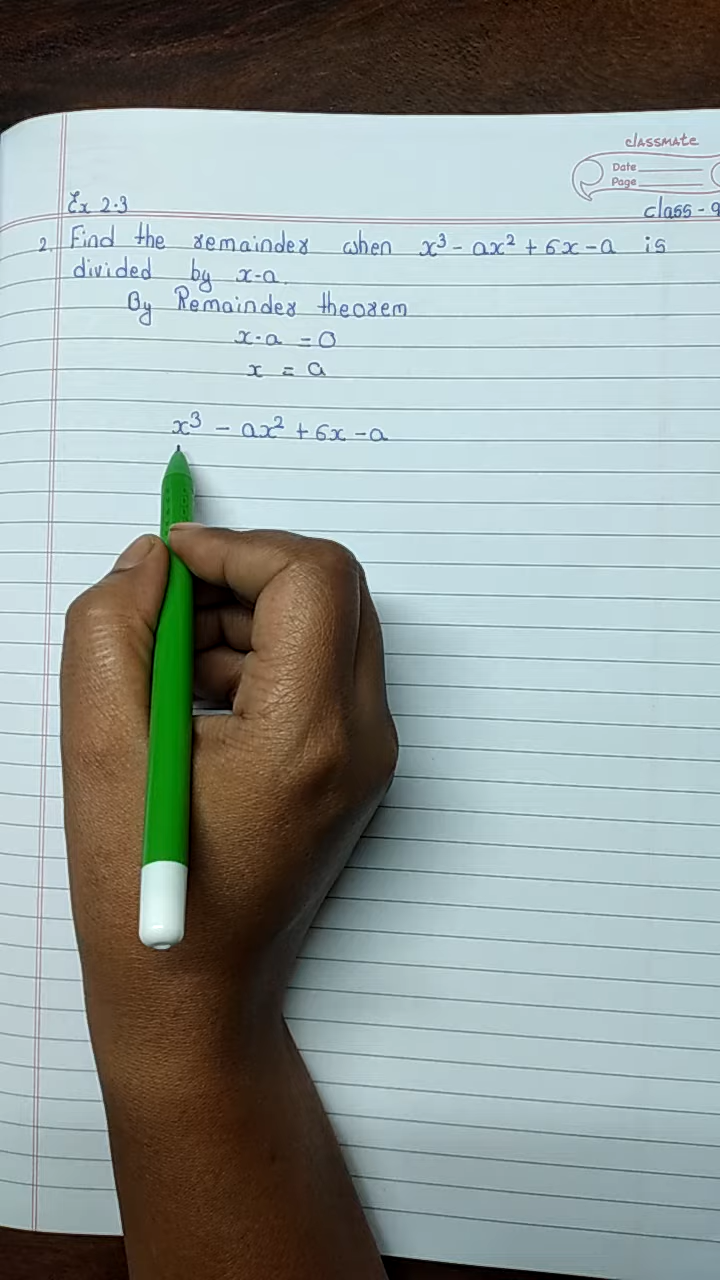 classmate
Date
Page
Ex 2.3
class - 9
2. Find the remainder when x³ - ax² + 6x - a is
divided by x-a.
By Remainder theorem
x-a = 0
x = a
x³ - ax² + 6x - a